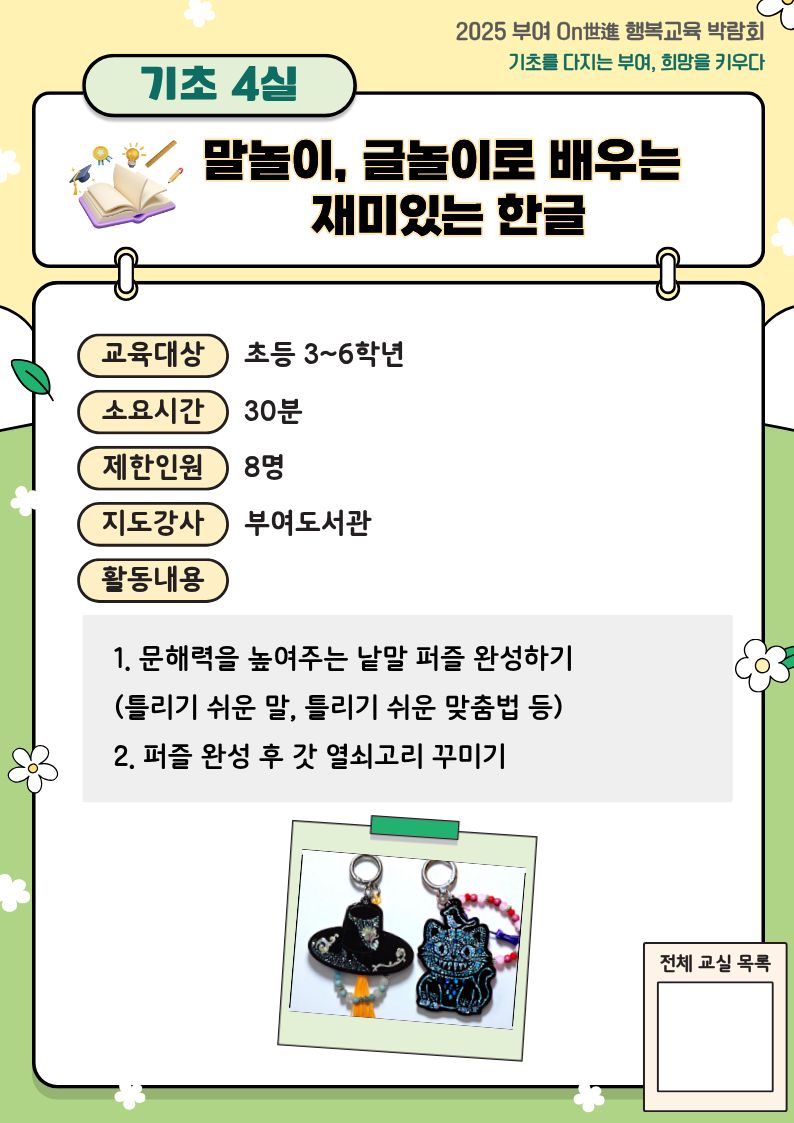 2025 부여 On世進 행복교육 박람회
기초를 다지는 부여, 희망을 키우다
기초 4실
말놀이, 글놀이로 배우는
재미있는 한글
교육대상 초등 3~6학년
소요시간 30분
제한인원 8명
지도강사 부여도서관
활동내용
1. 문해력을 높여주는 낱말 퍼즐 완성하기
(틀리기 쉬운 말, 틀리기 쉬운 맞춤법 등)
2. 퍼즐 완성 후 갓 열쇠고리 꾸미기
전체 교실 목록